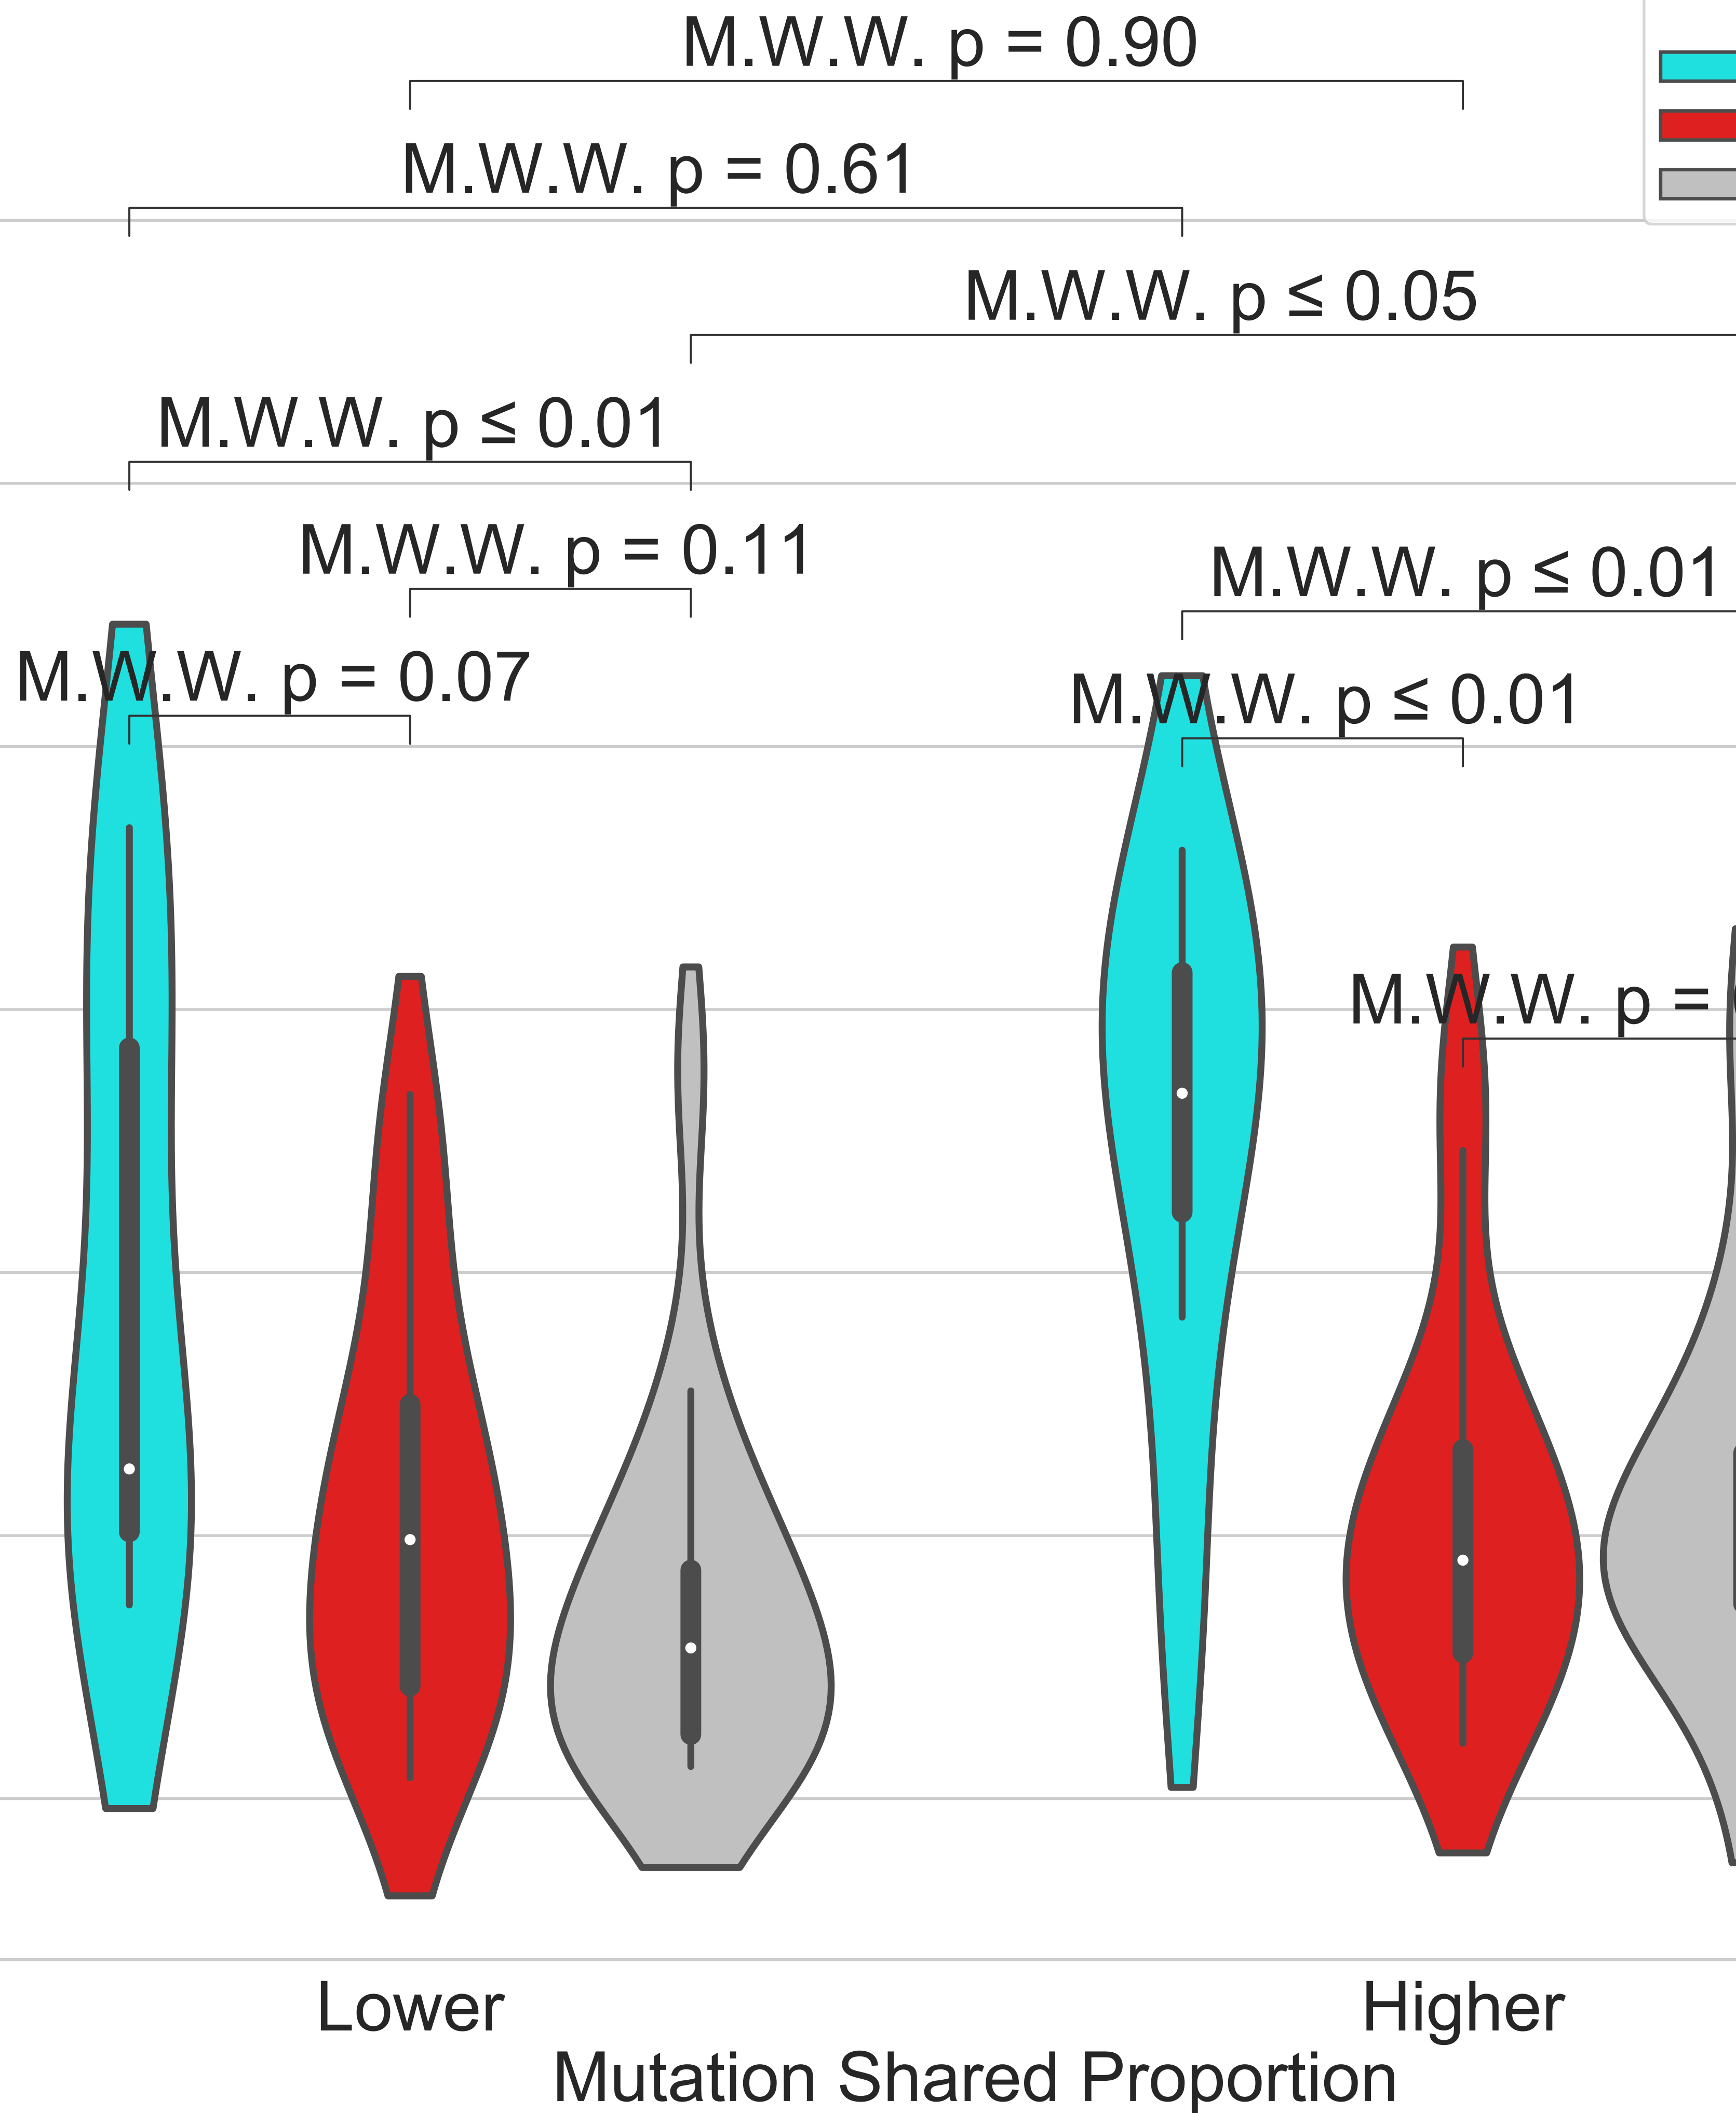 M.W.W. p = 0.90
M.W.W. p = 0.61
M.W.W. p ≤ 0.05
M.W.W. p ≤ 0.01
M.W.W. p = 0.11
M.W.W. p ≤ 0.01
M.W.W. p = 0.07
M.W.W. p ≤ 0.01
M.W.W. p =
Lower
Higher
Mutation Shared Proportion